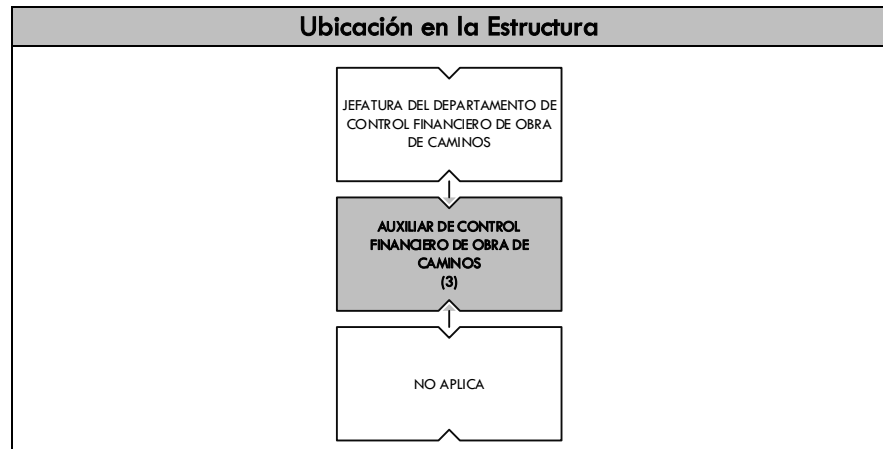 Ubicación en la Estructura
JEFATURA DEL DEPARTAMENTO DE
CONTROL FINANCIERO DE OBRA
DE CAMINOS
AUXILIAR DE CONTROL
FINANCIERO DE OBRA DE
CAMINOS
(3)
NO APLICA